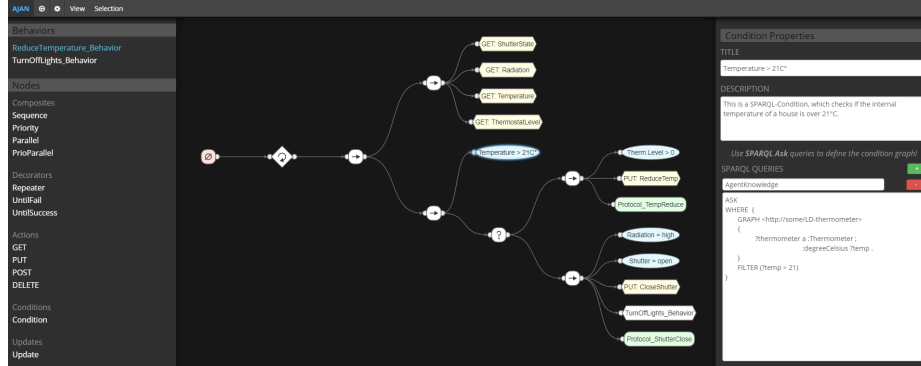 AJAN View Selection
Behaviors
ReduceTemperature_Behavior
TurnOffLights_Behavior
Nodes
Composites
Sequence
Priority
Parallel
PrioParallel
Decorators
Repeater
UntilFail
UntilSuccess
Actions
GET
PUT
POST
DELETE
Conditions
Condition
Updates
Update
GET: ShutterState
GET: Radiation
GET: Temperature
GET: ThermostatLevel
Temperature > 21C°
Therm.Level > 0
PUT: ReduceTemp
Protocol_TempReduce
?
Radiation = high
Shutter = open
PUT: CloseShutter
TurnOffLights_Behavior
Protocol_ShutterClose
Condition Properties
TITLE
Temperature > 21C°
DESCRIPTION
This is a SPARQL-Condition, which checks if the internal
temperature of a house is over 21°C.
Use SPARQL Ask queries to define the condition graph!
SPARQL QUERIES
+
AgentKnowledge
-
ASK
WHERE {
GRAPH <http://some/LD-thermometer>
{
?thermometer a :Thermometer ;
:degreeCelsius ?temp .
}
FILTER (?temp > 21)
}